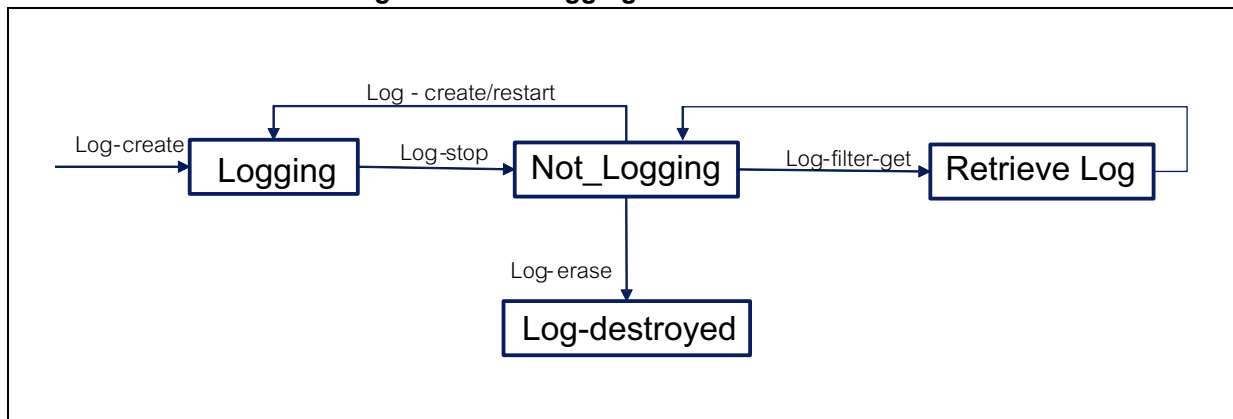 Log - create/restart
Log-create
Logging
Log-stop
Not_Logging
Log-filter-get
Retrieve Log
Log-erase
Log-destroyed